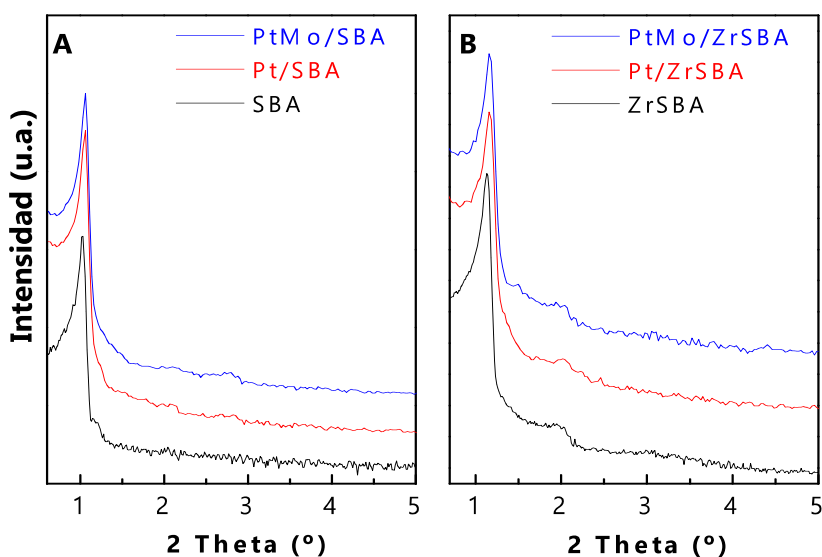 A
PtMo/SBA
Pt/SBA
SBA
B
PtMo/ZrSBA
Pt/ZrSBA
ZrSBA
Intensidad (u.a.)
1 2 3 4 5
2 Theta (º)
1 2 3 4 5
2 Theta (º)